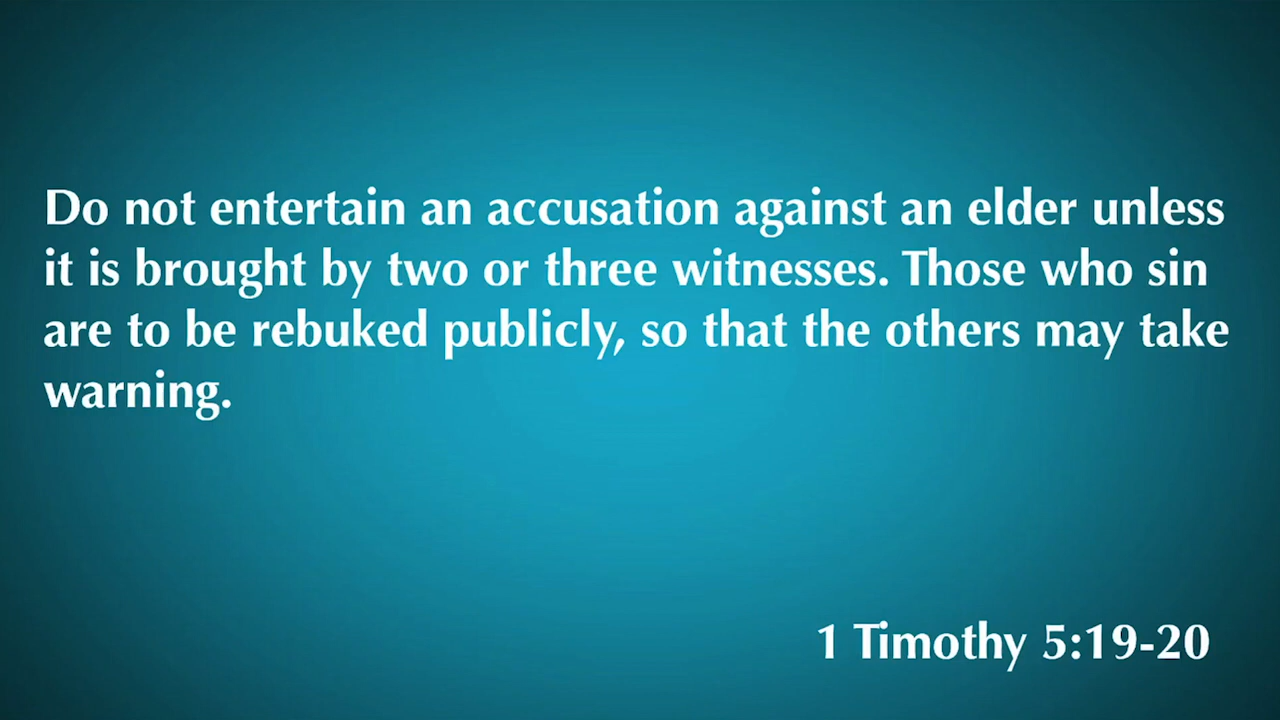 Do not entertain an accusation against an elder unless
it is brought by two or three witnesses. Those who sin
are to be rebuked publicly, so that the others may take
warning.
1 Timothy 5:19-20